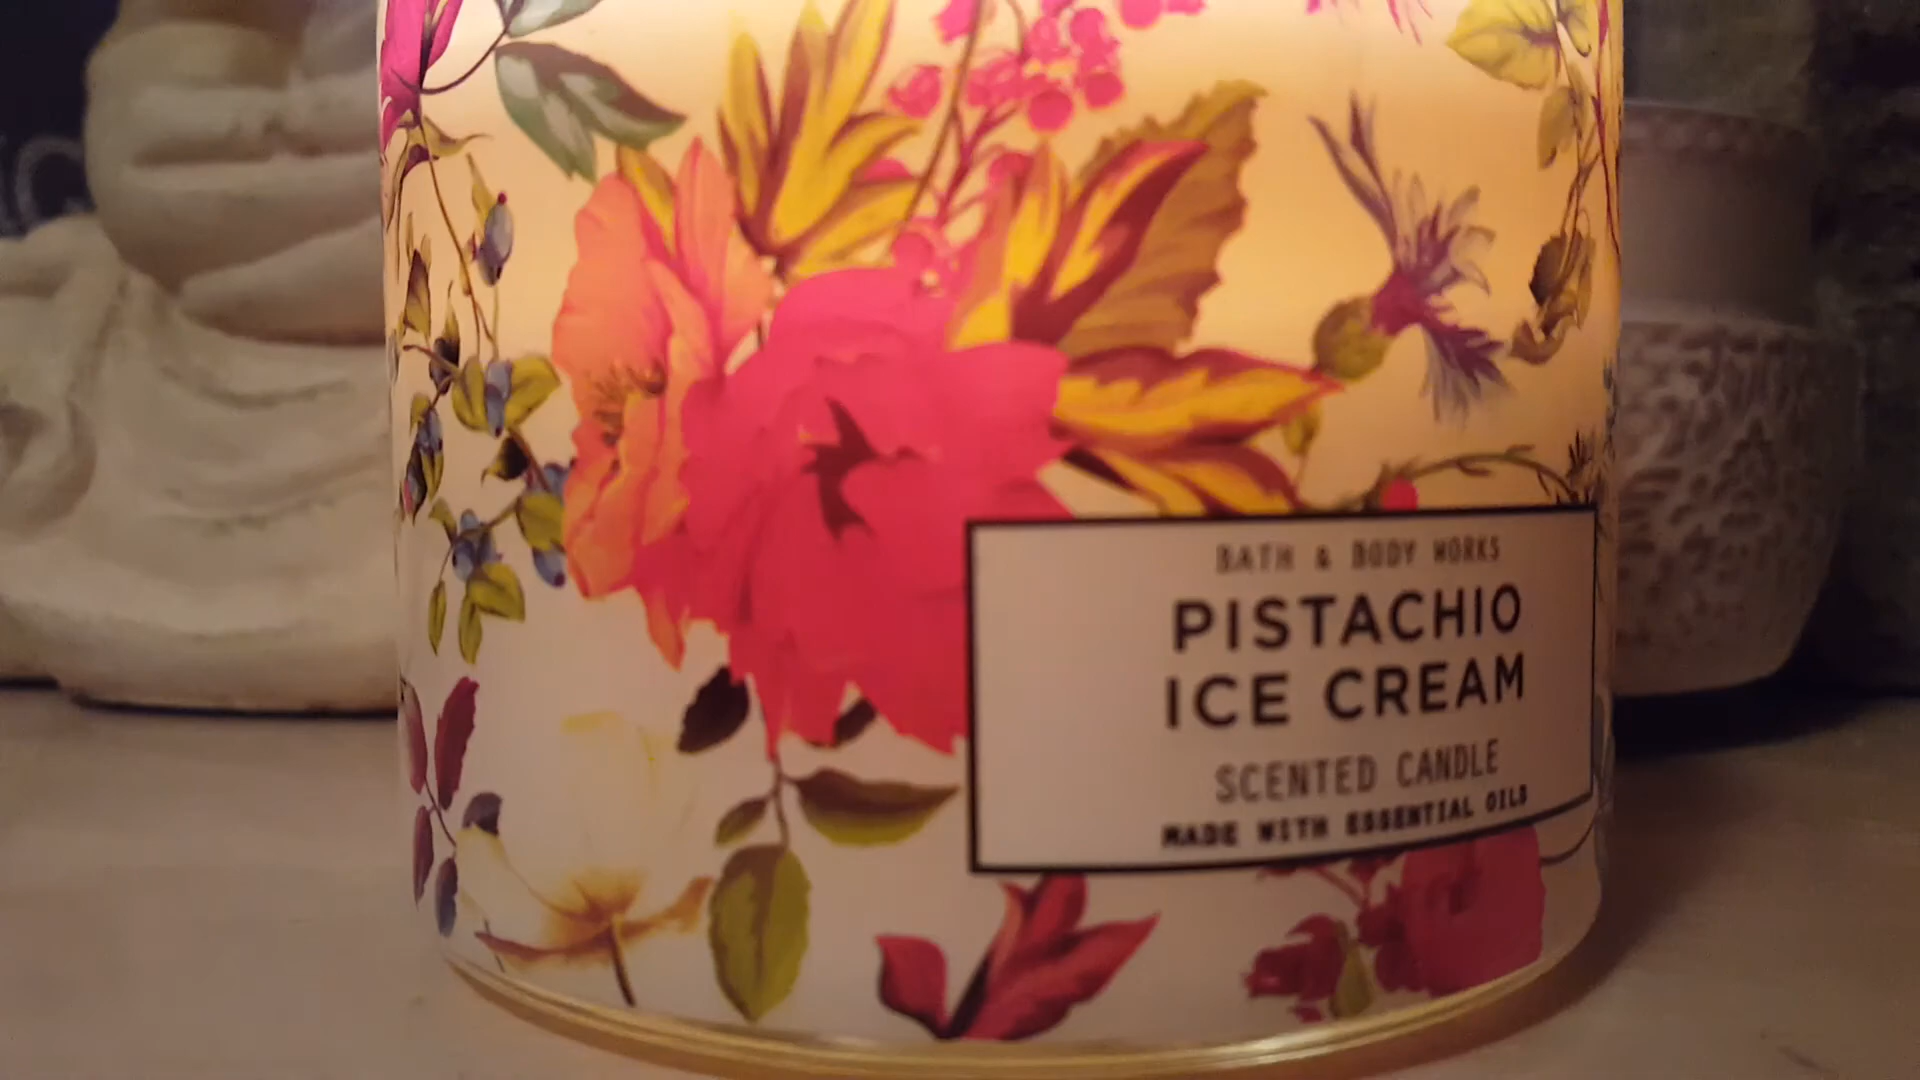 BATH & BODY WORKS
PISTACHIO
ICE CREAM
SCENTED CANDLE
MADE WITH ESSENTIAL OILS